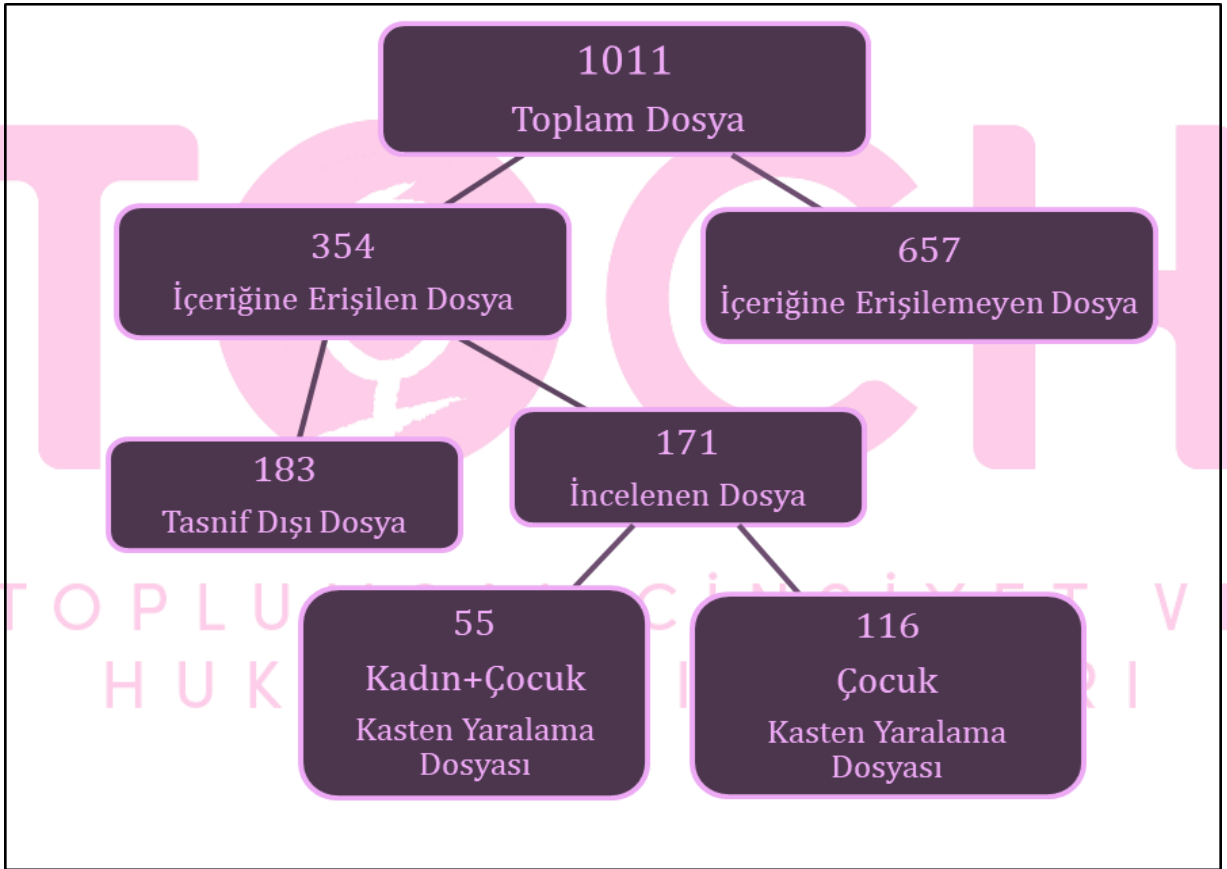 1011
Toplam Dosya
354
İçeriğine Erişilen Dosya
657
İçeriğine Erişilemeyen Dosya
183
Tasnif Dışı Dosya
171
İncelenen Dosya
55
Kadın+Çocuk
Kasten Yaralama
Dosyası
116
Çocuk
Kasten Yaralama
Dosyası